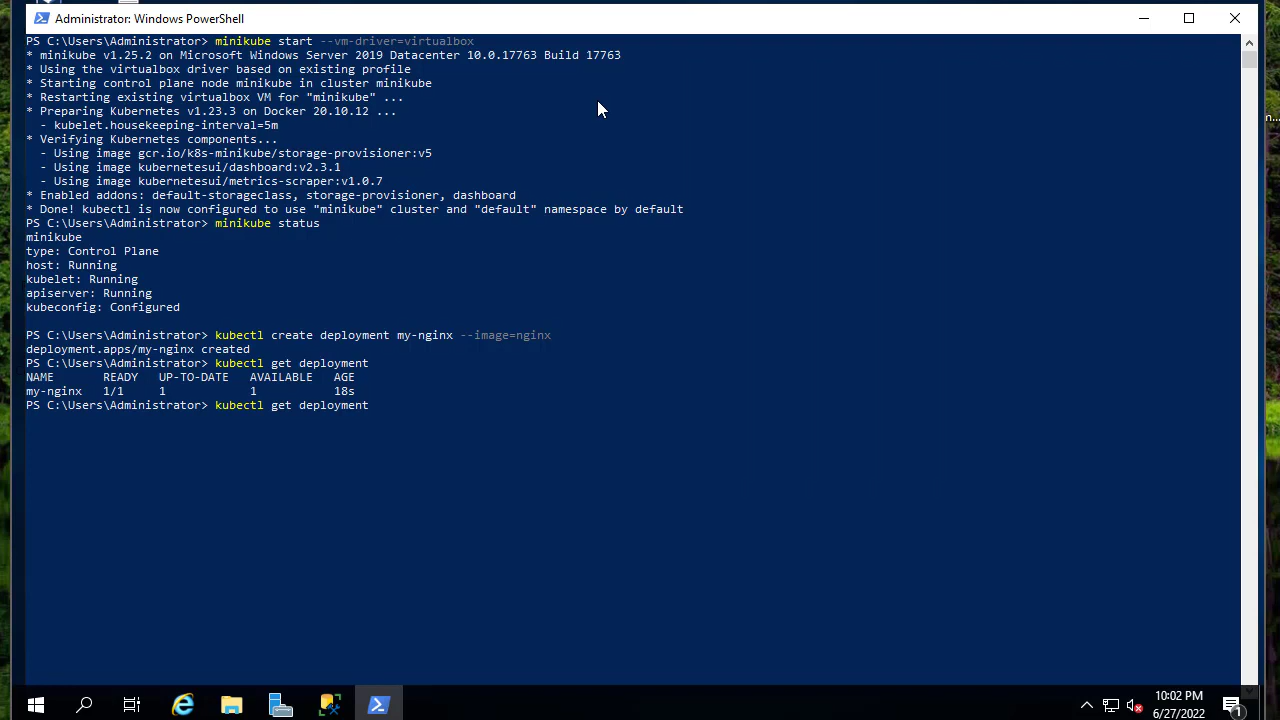 Administrator: Windows PowerShell
PS C:\Users\Administrator> minikube start --vm-driver=virtualbox
* minikube v1.25.2 on Microsoft Windows Server 2019 Datacenter 10.0.17763 Build 17763
* Using the virtualbox driver based on existing profile
* Starting control plane node minikube in cluster minikube
* Restarting existing virtualbox VM for "minikube" ...
* Preparing Kubernetes v1.23.3 on Docker 20.10.12 ...
  - kubelet.housekeeping-interval=5m
* Verifying Kubernetes components...
  - Using image gcr.io/k8s-minikube/storage-provisioner:v5
  - Using image kubernetesui/dashboard:v2.3.1
  - Using image kubernetesui/metrics-scraper:v1.0.7
* Enabled addons: default-storageclass, storage-provisioner, dashboard
* Done! kubectl is now configured to use "minikube" cluster and "default" namespace by default
PS C:\Users\Administrator> minikube status
minikube
type: Control Plane
host: Running
kubelet: Running
apiserver: Running
kubeconfig: Configured
PS C:\Users\Administrator> kubectl create deployment my-nginx --image=nginx
deployment.apps/my-nginx created
PS C:\Users\Administrator> kubectl get deployment
NAME       READY   UP-TO-DATE   AVAILABLE   AGE
my-nginx   1/1     1            1           18s
PS C:\Users\Administrator> kubectl get deployment
10:02 PM
6/27/2022
1